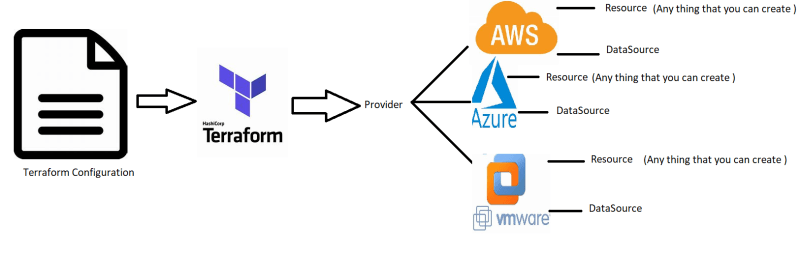 Resource (Any thing that you can create )
AWS
DataSource
Resource (Any thing that you can create )
HashiCorp
Terraform
Provider
Azure
DataSource
Terraform Configuration
Resource (Any thing that you can create )
vmware
DataSource